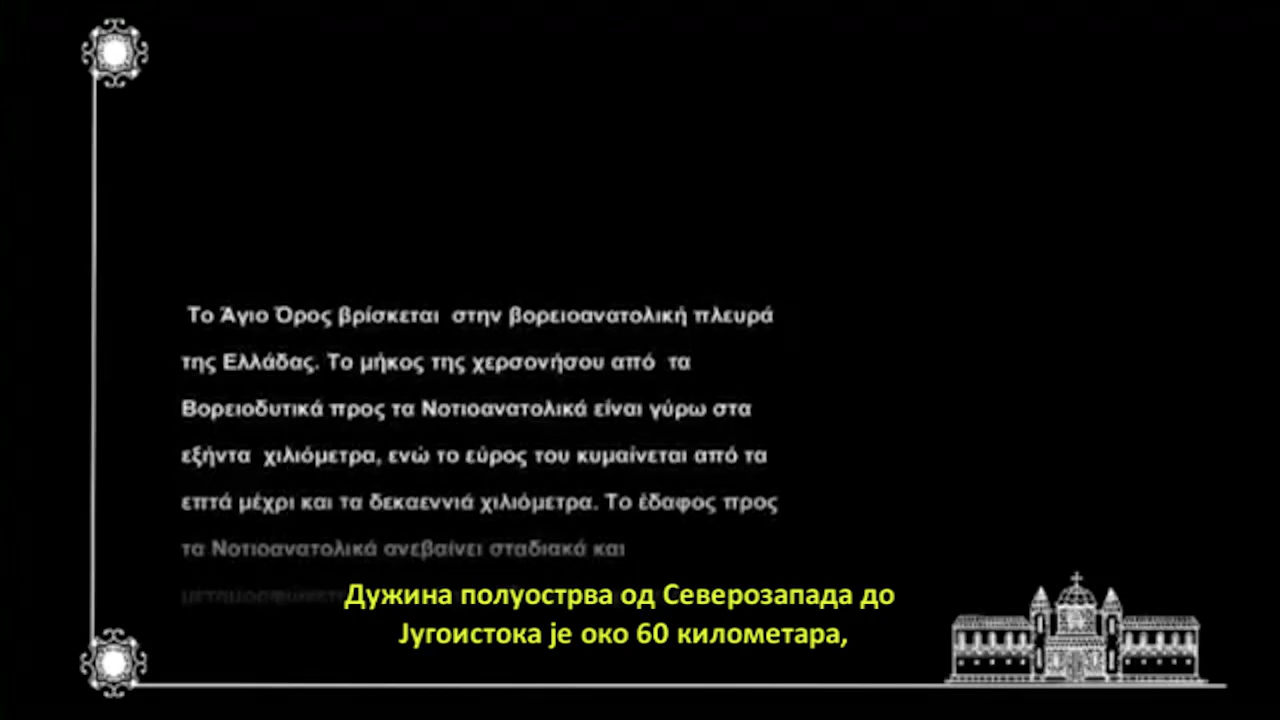 Το Άγιο Όρος βρίσκεται στην βορειοανατολική πλευρά
της Ελλάδας. Το μήκος της χερσονήσου από τα
Βορειοδυτικά προς τα Νοτιοανατολικά είναι γύρω στα
εξήντα χιλιόμετρα, ενώ το εύρος του κυμαίνεται από τα
επτά μέχρι και τα δεκαεννιά χιλιόμετρα. Το έδαφος προς
τα Νοτιοανατολικά ανεβαίνει σταδιακά και
Дужина полуострва од Северозапада до
Југоистока је око 60 километара,